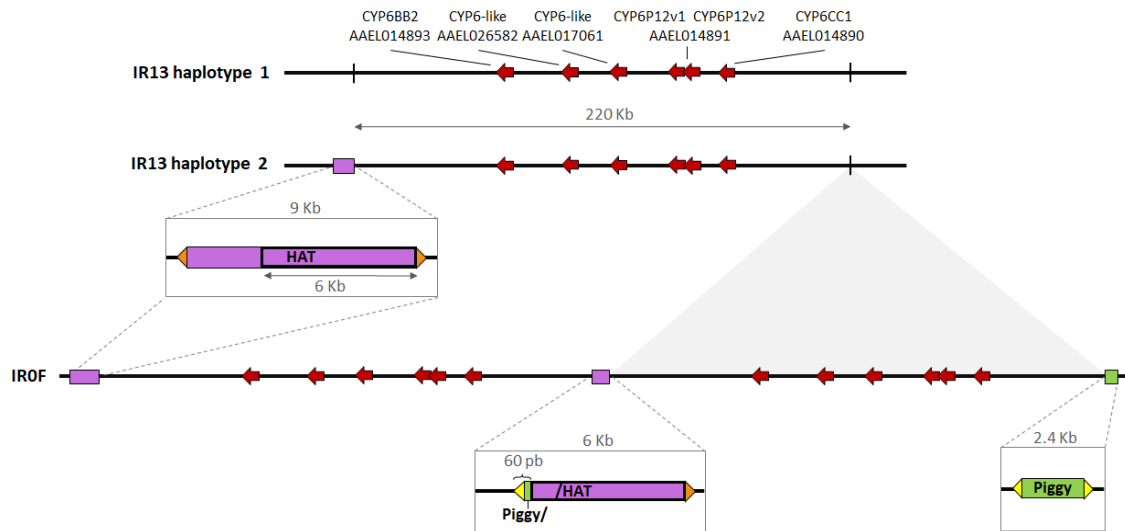 CYP6BB2 CYP6-like CYP6-like CYP6P12v1 CYP6P12v2 CYP6CC1
AAEL014893 AAEL026582 AAEL017061 AAEL014891 AAEL014890
IR13 haplotype 1
220 Kb
IR13 haplotype 2
9 Kb
HAT
6 Kb
IR0F
6 Kb
2.4 Kb
60 pb
/HAT
Piggy
Piggy/